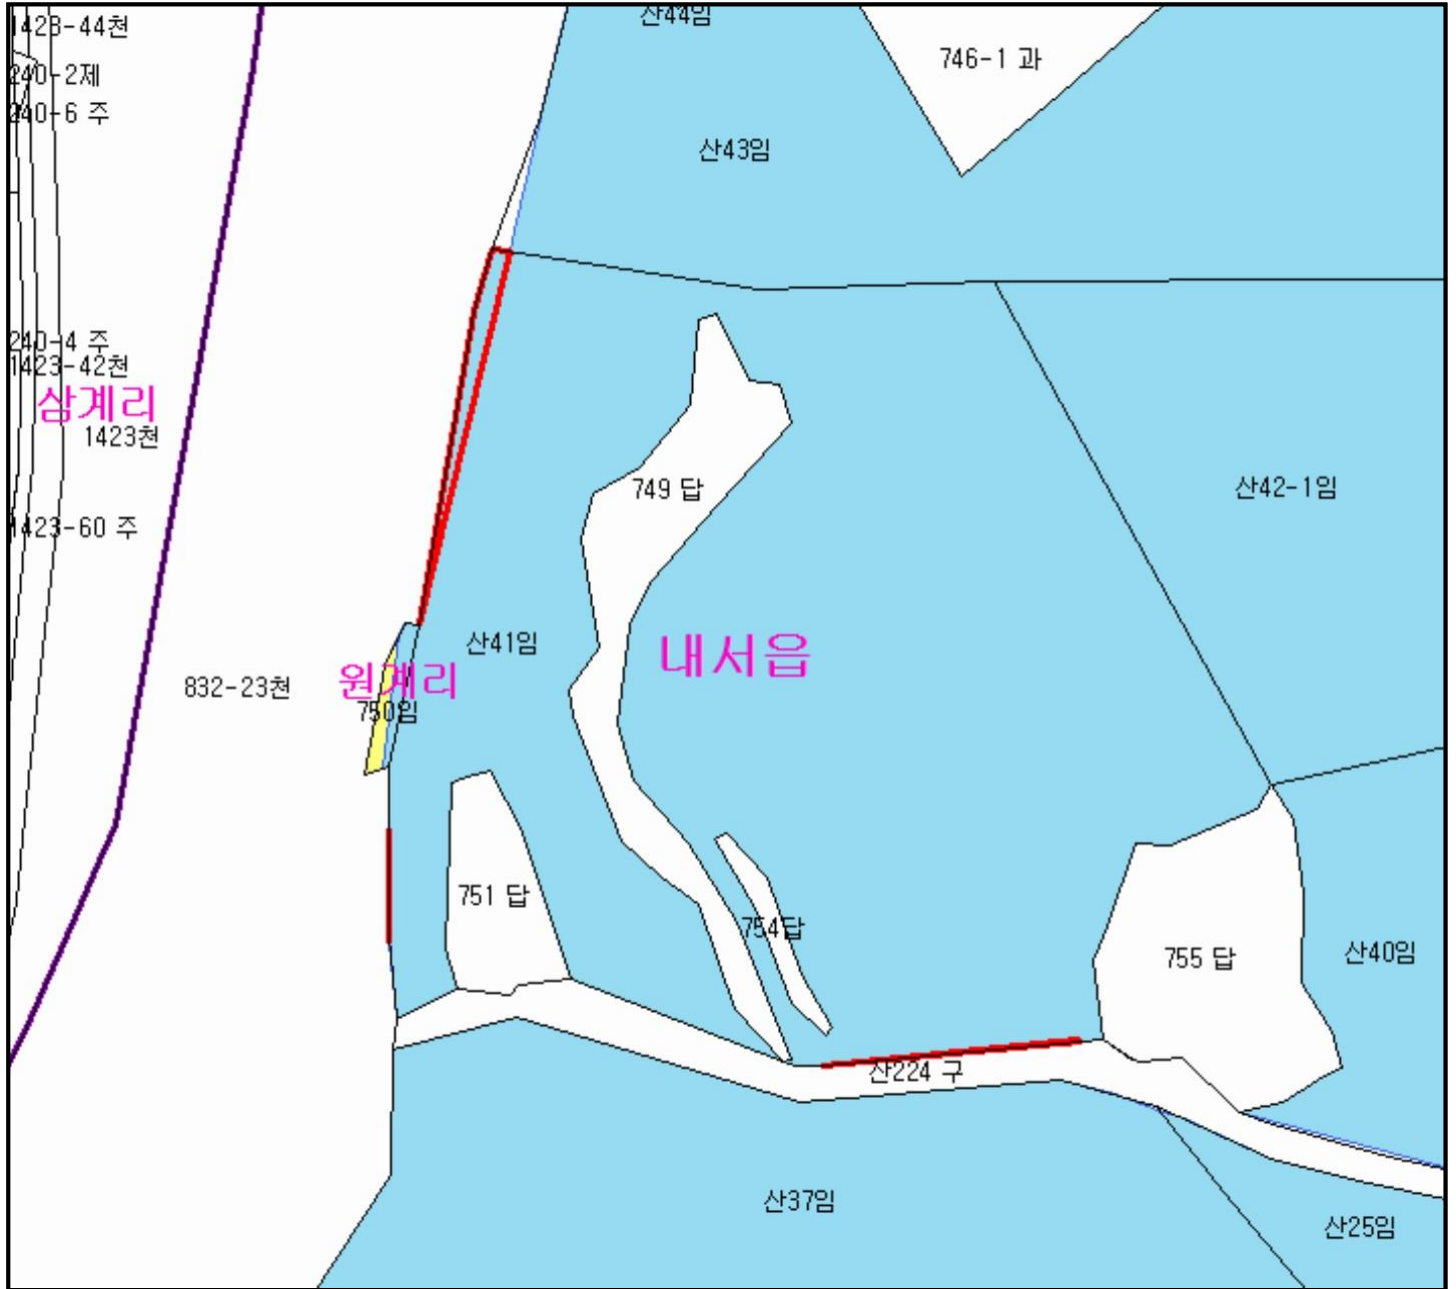 1423-44천
산44임
746-1 과
240-2제
240-6 주
산43임
240-4 주
1423-42천
삼계리
1423천
749 답
산42-1임
1423-60 주
산41임
내서읍
832-23천
원계리
750임
751 답
754답
755 답
산40임
산224 구
산37임
산25임